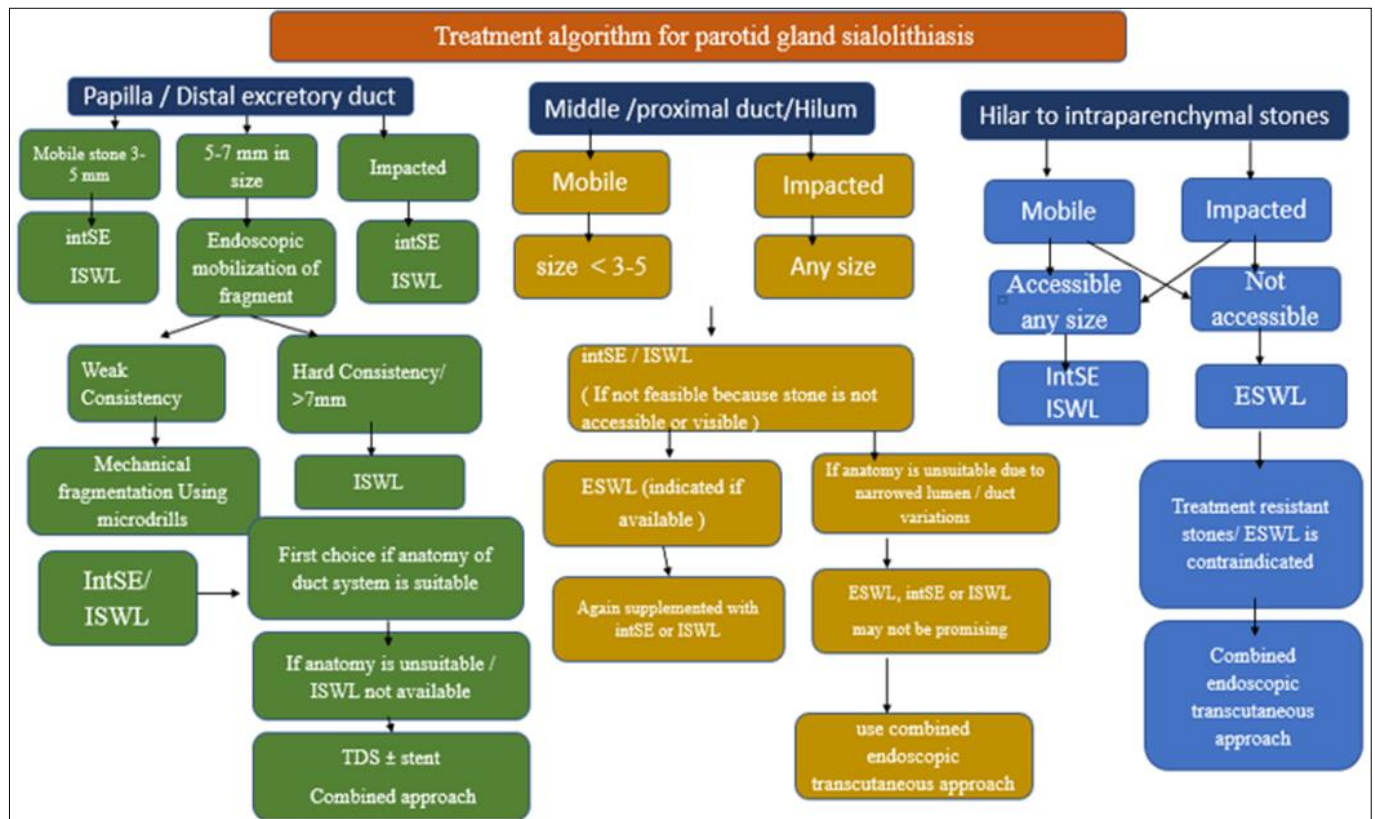 Treatment algorithm for parotid gland sialolithiasis
Papilla / Distal excretory duct
Mobile stone 3-
5 mm
5-7 mm in
size
Impacted
intSE
ISWL
Endoscopic
mobilization of
fragment
intSE
ISWL
Weak
Consistency
Hard Consistency/
>7mm
Mechanical
fragmentation Using
microdrills
ISWL
IntSE/
ISWL
First choice if anatomy of
duct system is suitable
If anatomy is unsuitable /
ISWL not available
TDS ± stent
Combined approach
Middle /proximal duct/Hilum
Mobile
Impacted
size < 3-5
Any size
intSE / ISWL
( If not feasible because stone is not
accessible or visible )
ESWL (indicated if
available )
If anatomy is unsuitable due to
narrowed lumen / duct
variations
Again supplemented with
intSE or ISWL
ESWL, intSE or ISWL
may not be promising
use combined
endoscopic
transcutaneous approach
Hilar to intraparenchymal stones
Mobile
Impacted
Accessible
any size
Not
accessible
IntSE
ISWL
ESWL
Treatment resistant
stones/ ESWL is
contraindicated
Combined
endoscopic
transcutaneous
approach